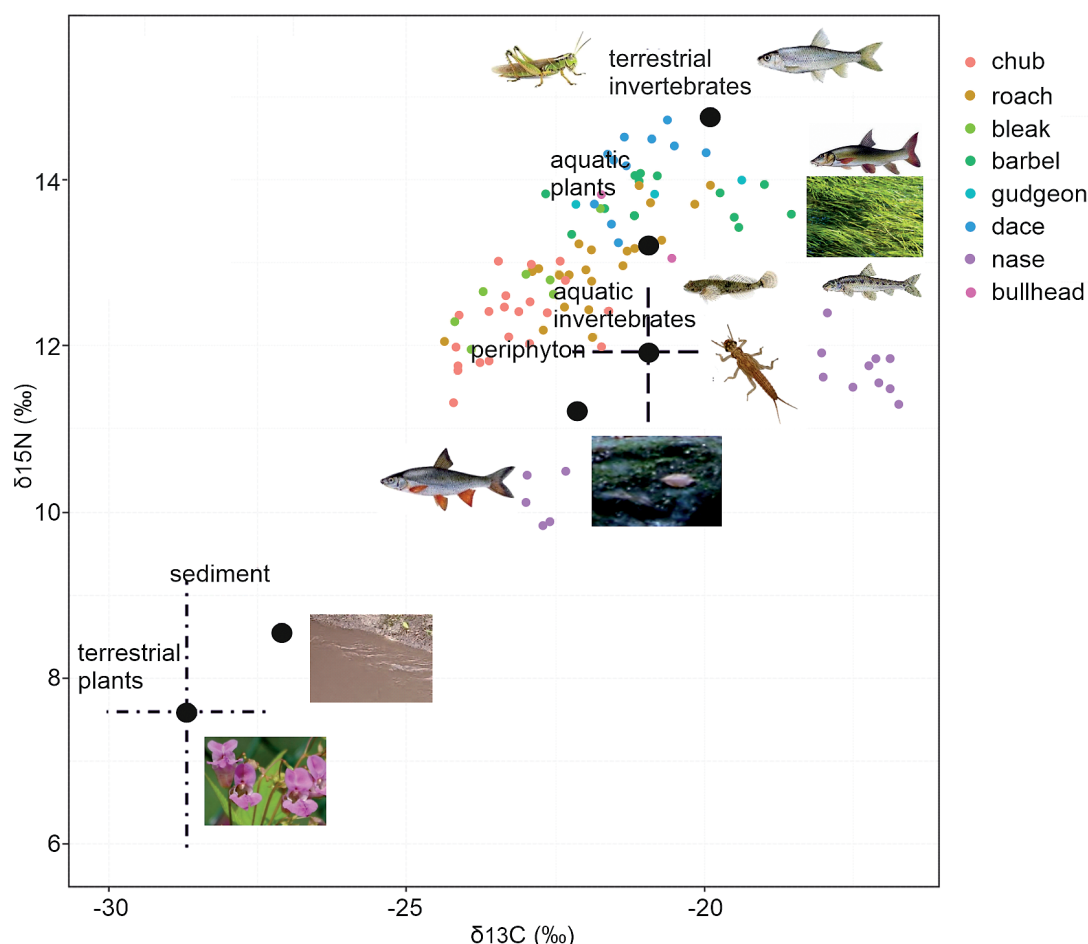 terrestrial
invertebrates
aquatic
plants
aquatic
invertebrates
periphyton
sediment
terrestrial
plants
14
12
10
8
6
δ15N (‰)
-30
-25
-20
δ13C (‰)
chub
roach
bleak
barbel
gudgeon
dace
nase
bullhead